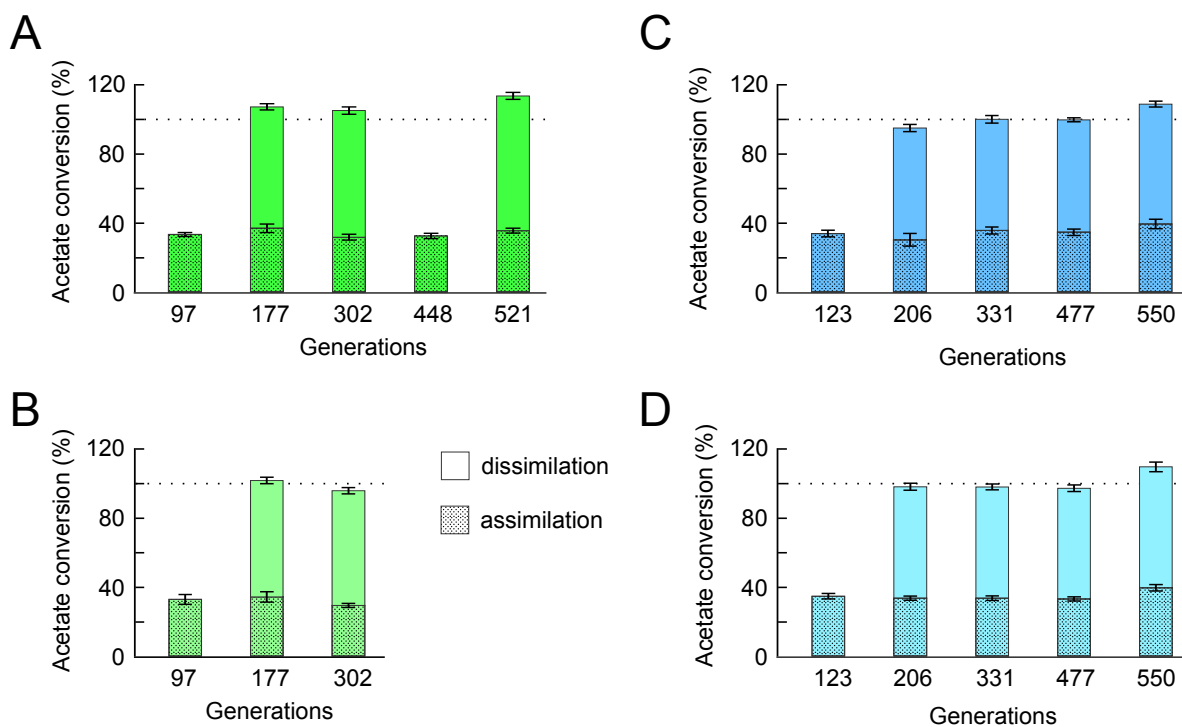 A
Acetate conversion (%)
120
80
40
0
97 177 302 448 521
Generations
B
Acetate conversion (%)
120
80
40
0
97 177 302
Generations
dissimilation
assimilation
C
Acetate conversion (%)
120
80
40
0
123 206 331 477 550
Generations
D
Acetate conversion (%)
120
80
40
0
123 206 331 477 550
Generations